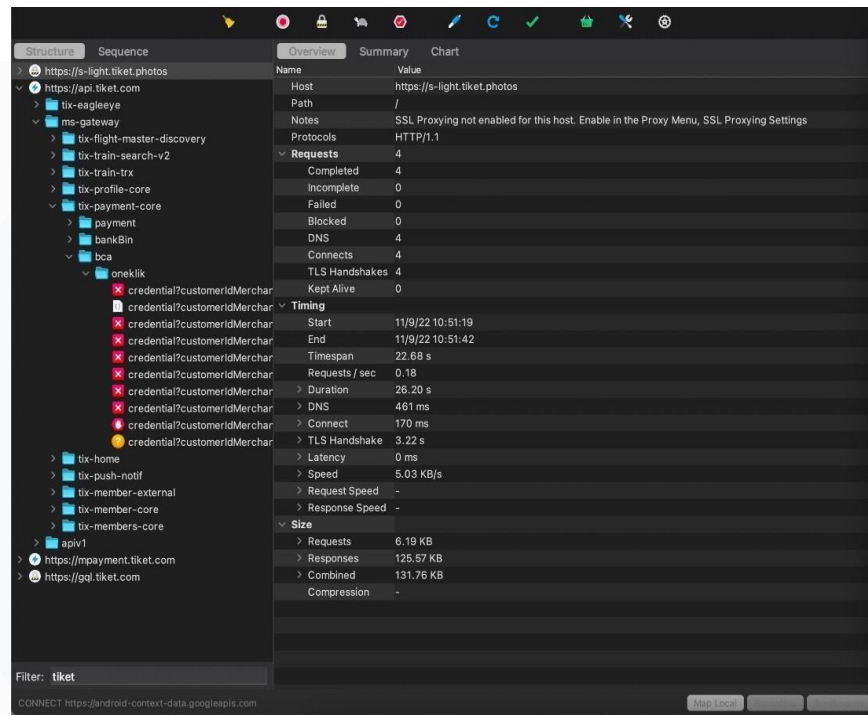 Structure
Sequence
https://s-light.tiket.photos
https://api.tiket.com
tix-eagleeye
ms-gateway
tix-flight-master-discovery
tix-train-search-v2
tix-train-trx
tix-profile-core
tix-payment-core
payment
bankBin
bca
oneklik
credential?customerIdMerchar
credential?customerIdMerchar
credential?customerIdMerchar
credential?customerIdMerchar
credential?customerIdMerchar
credential?customerIdMerchar
credential?customerIdMerchar
credential?customerIdMerchar
credential?customerIdMerchar
credential?customerIdMerchar
tix-home
tix-push-notif
tix-member-external
tix-member-core
tix-members-core
apiv1
https://mpayment.tiket.com
https://gql.tiket.com
Filter: tiket
Overview Summary Chart
Name Value
Host https://s-light.tiket.photos
Path /
Notes SSL Proxying not enabled for this host. Enable in the Proxy Menu, SSL Proxying Settings
Protocols HTTP/1.1
Requests 4
Completed 4
Incomplete 0
Failed 0
Blocked 0
DNS 4
Connects 4
TLS Handshakes 4
Kept Alive 0
Timing
Start 11/9/22 10:51:19
End 11/9/22 10:51:42
Timespan 22.68 s
Requests / sec 0.18
Duration 26.20 s
DNS 461 ms
Connect 170 ms
TLS Handshake 3.22 s
Latency 0 ms
Speed 5.03 KB/s
Request Speed -
Response Speed -
Size
Requests 6.19 KB
Responses 125.57 KB
Combined 131.76 KB
Compression -
CONNECT https://android-context-data.googleapis.com
Map Local